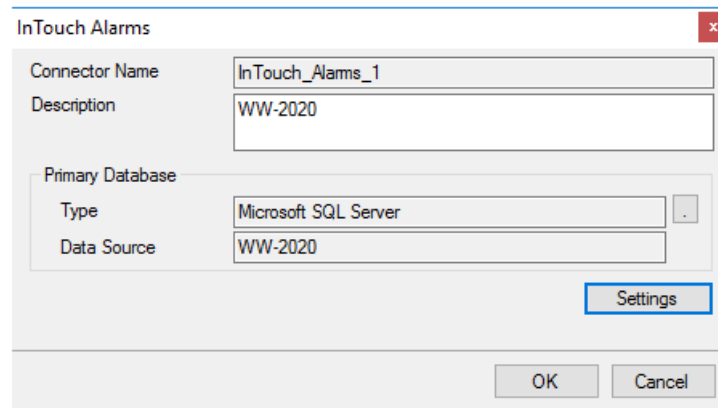 InTouch Alarms
x
Connector Name InTouch_Alarms_1
Description WW-2020
Primary Database
Type Microsoft SQL Server .
Data Source WW-2020
Settings
OK Cancel